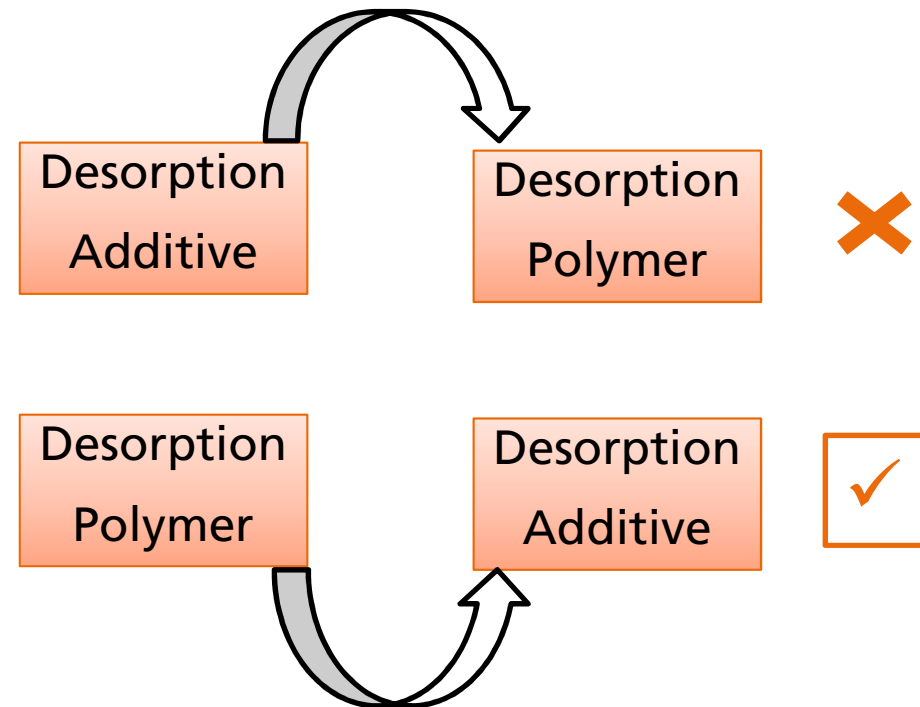 Desorption
Additive
Desorption
Polymer
Desorption
Polymer
Desorption
Additive